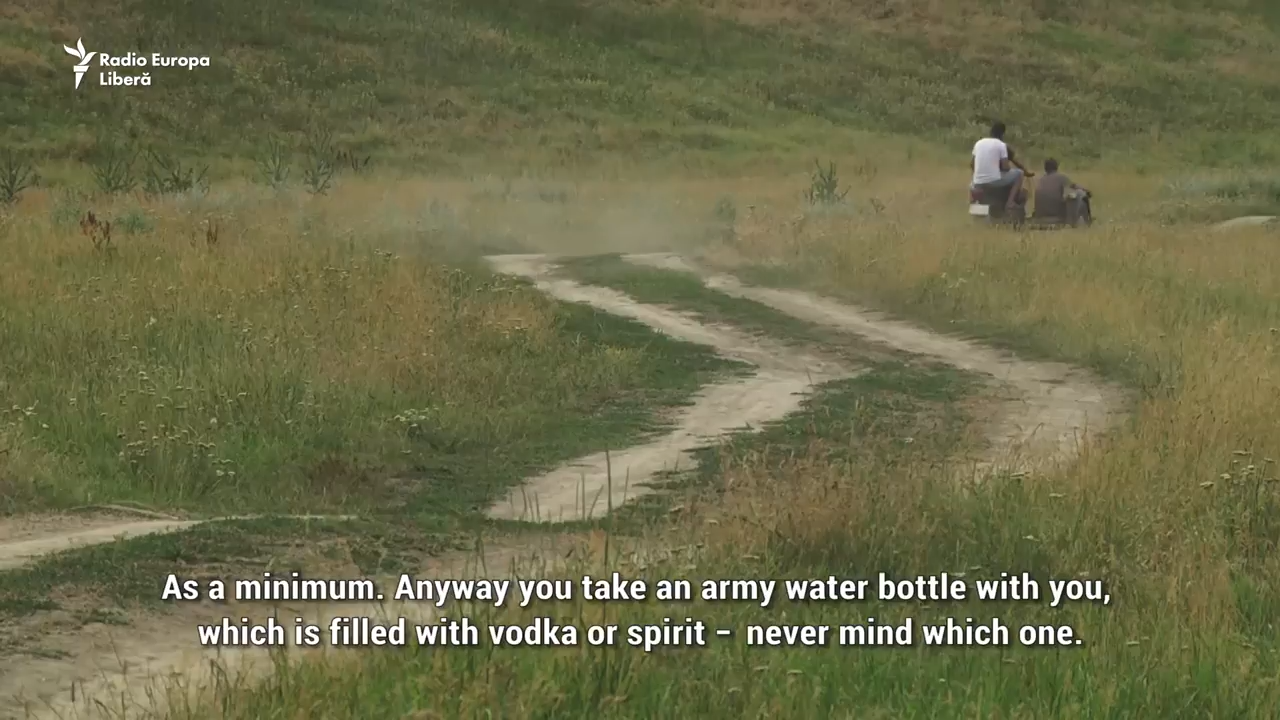 Radio Europa
Liberă
As a minimum. Anyway you take an army water bottle with you,
which is filled with vodka or spirit – never mind which one.